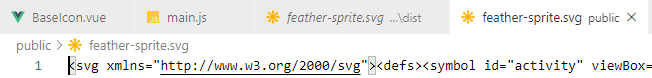 BaseIcon.vue
main.js
feather-sprite.svg ...\dist
feather-sprite.svg public
public > feather-sprite.svg
1 <svg xmlns="http://www.w3.org/2000/svg"><defs><symbol id="activity" viewBox=